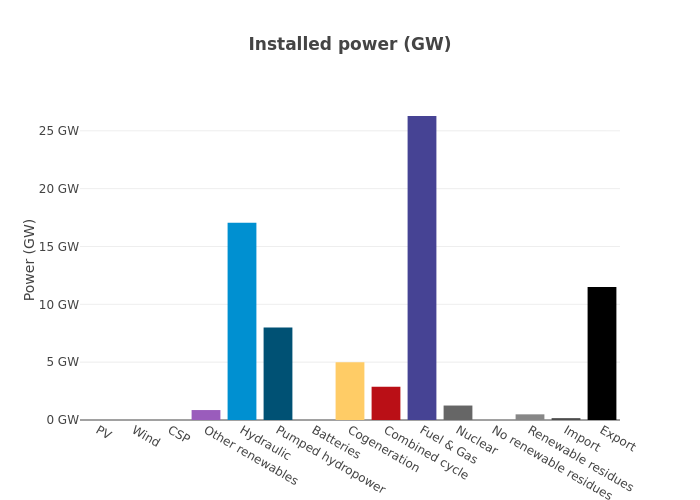 Installed power (GW)
Power (GW)
25 GW
20 GW
15 GW
10 GW
5 GW
0 GW
PV
Wind
CSP
Other renewables
Hydraulic
Pumped hydropower
Batteries
Cogeneration
Combined cycle
Fuel & Gas
Nuclear
No renewable residues
Renewable residues
Import
Export